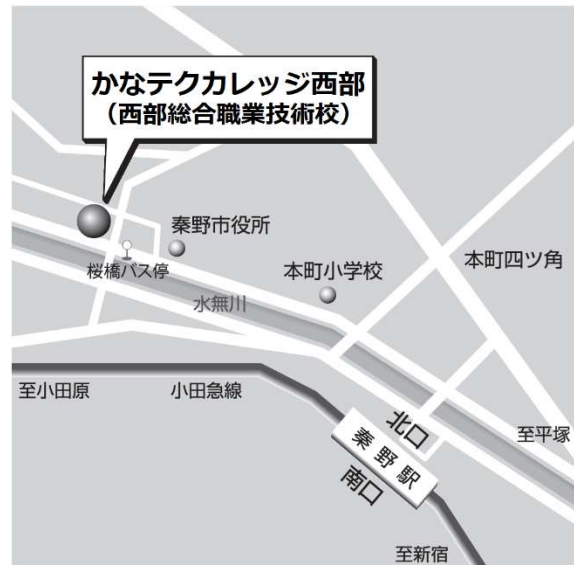 かなテクカレッジ西部
（西部総合職業技術校）
秦野市役所
桜橋バス停
本町小学校
本町四ツ角
水無川
至小田原
小田急線
北口
至平塚
秦野駅
南口
至新宿